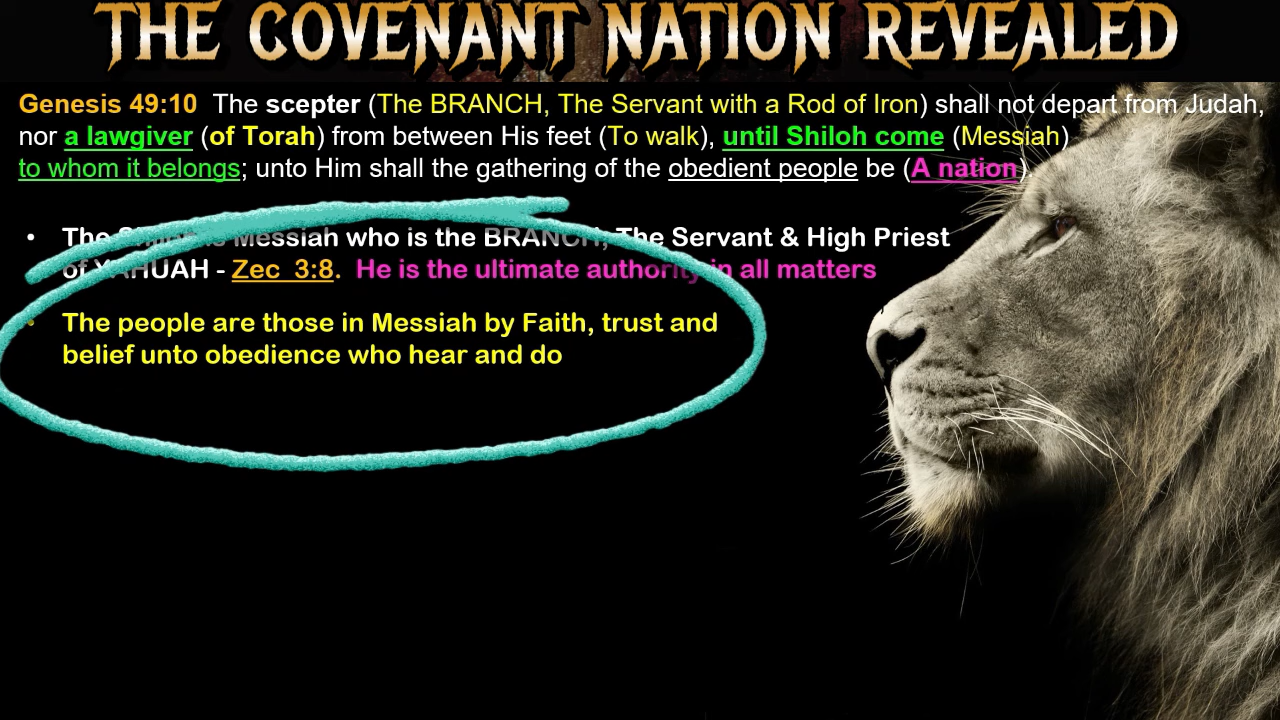 THE COVENANT NATION REVEALED
Genesis 49:10 The scepter (The BRANCH, The Servant with a Rod of Iron) shall not depart from Judah,
nor a lawgiver (of Torah) from between His feet (To walk), until Shiloh come (Messiah)
to whom it belongs; unto Him shall the gathering of the obedient people be (A nation)
• The Shiloh is Messiah who is the BRANCH, The Servant & High Priest
of YAHUAH - Zec 3:8. He is the ultimate authority in all matters
• The people are those in Messiah by Faith, trust and
belief unto obedience who hear and do